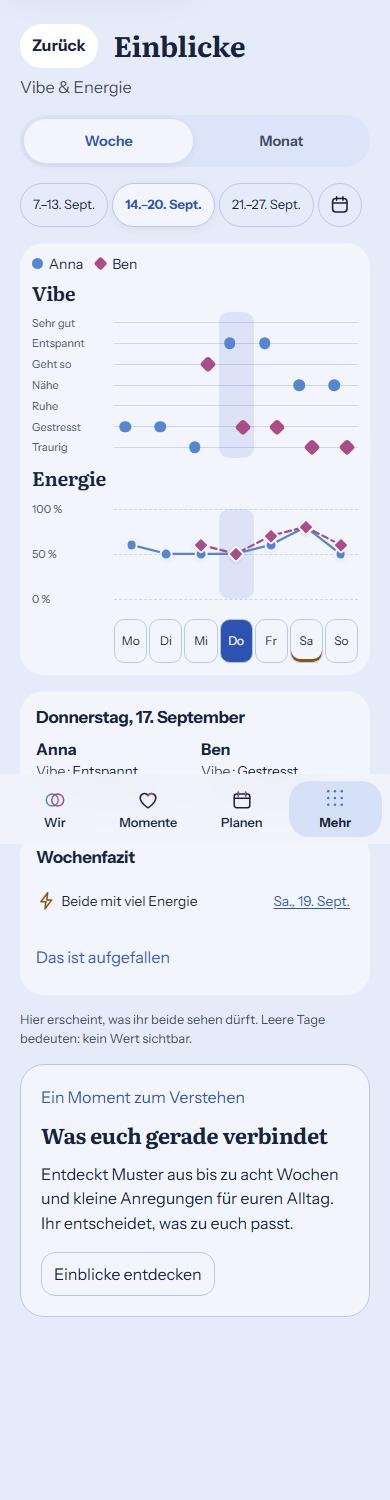 Zurück
Einblicke
Vibe & Energie
Woche
Monat
7.–13. Sept.
14.–20. Sept.
21.–27. Sept.
Anna
Ben
Vibe
Sehr gut
Entspannt
Geht so
Nähe
Ruhe
Gestresst
Traurig
Energie
100 %
50 %
0 %
Mo
Di
Mi
Do
Fr
Sa
So
Donnerstag, 17. September
Anna
Ben
Vibe: Entspannt
Vibe: Gestresst
Wir
Momente
Planen
Mehr
Wochenfazit
Beide mit viel Energie
Sa., 19. Sept.
Das ist aufgefallen
Hier erscheint, was ihr beide sehen dürft. Leere Tage
bedeuten: kein Wert sichtbar.
Ein Moment zum Verstehen
Was euch gerade verbindet
Entdeckt Muster aus bis zu acht Wochen
und kleine Anregungen für euren Alltag.
Ihr entscheidet, was zu euch passt.
Einblicke entdecken